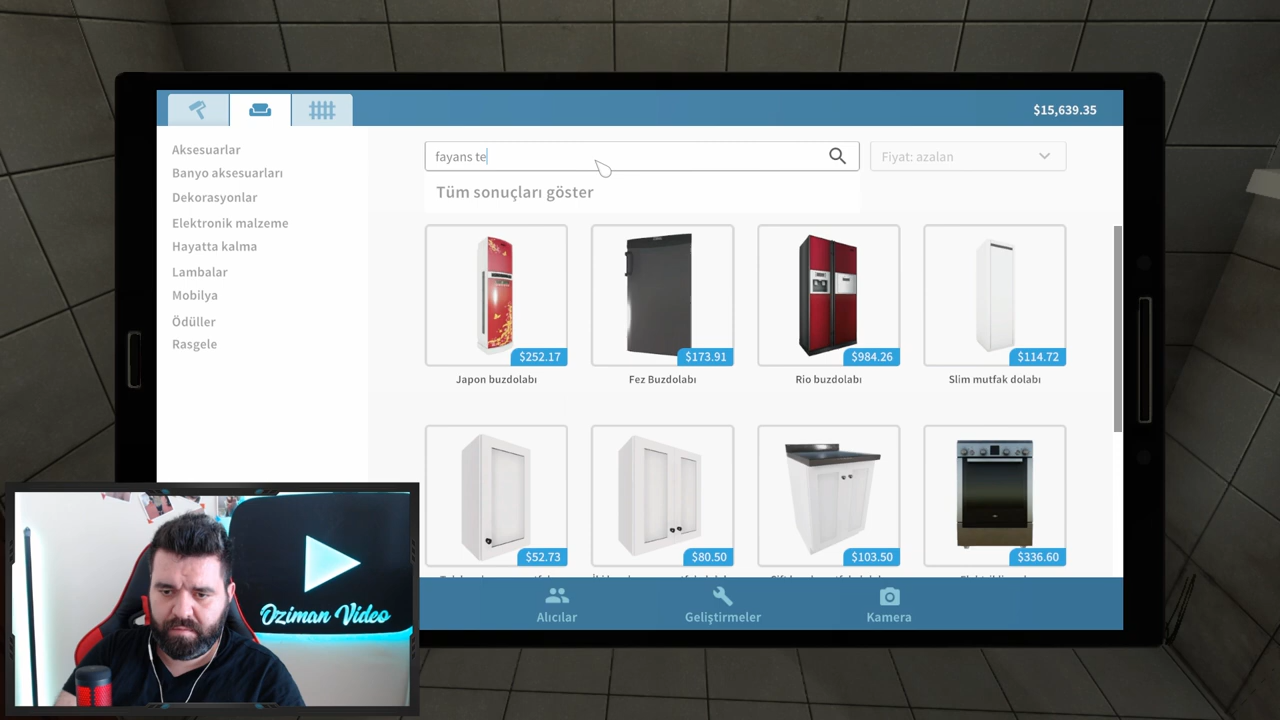 $15,639.35
fayans te
Fiyat: azalan
Tüm sonuçları göster
Aksesuarlar
Banyo aksesuarları
Dekorasyonlar
Elektronik malzeme
Hayatta kalma
Lambalar
Mobilya
Ödüller
Rasgele
$252.17
$173.91
$984.26
$114.72
Japon buzdolabı
Fez Buzdolabı
Rio buzdolabı
Slim mutfak dolabı
$52.73
$80.50
$103.50
$336.60
Alıcılar
Geliştirmeler
Kamera
Oziman Video